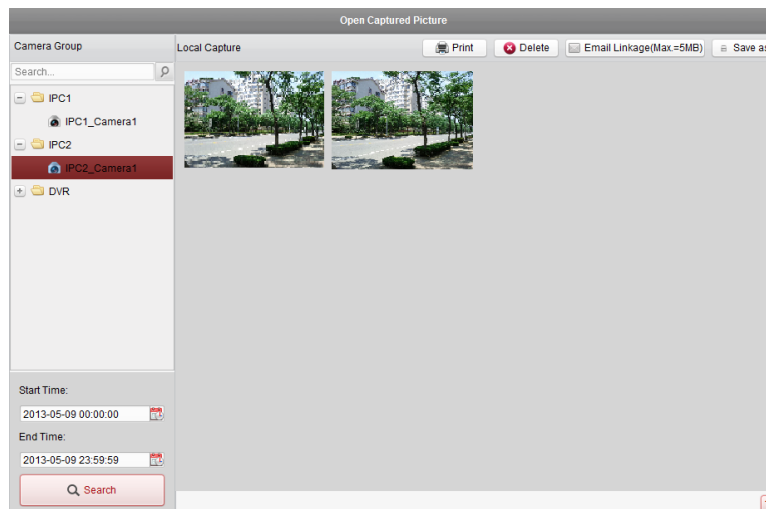 Open Captured Picture
Camera Group
Local Capture
Print
Delete
Email Linkage(Max.=5MB)
Save as
Search...
IPC1
IPC1_Camera1
IPC2
IPC2_Camera1
DVR
Start Time:
2013-05-09 00:00:00
End Time:
2013-05-09 23:59:59
Search